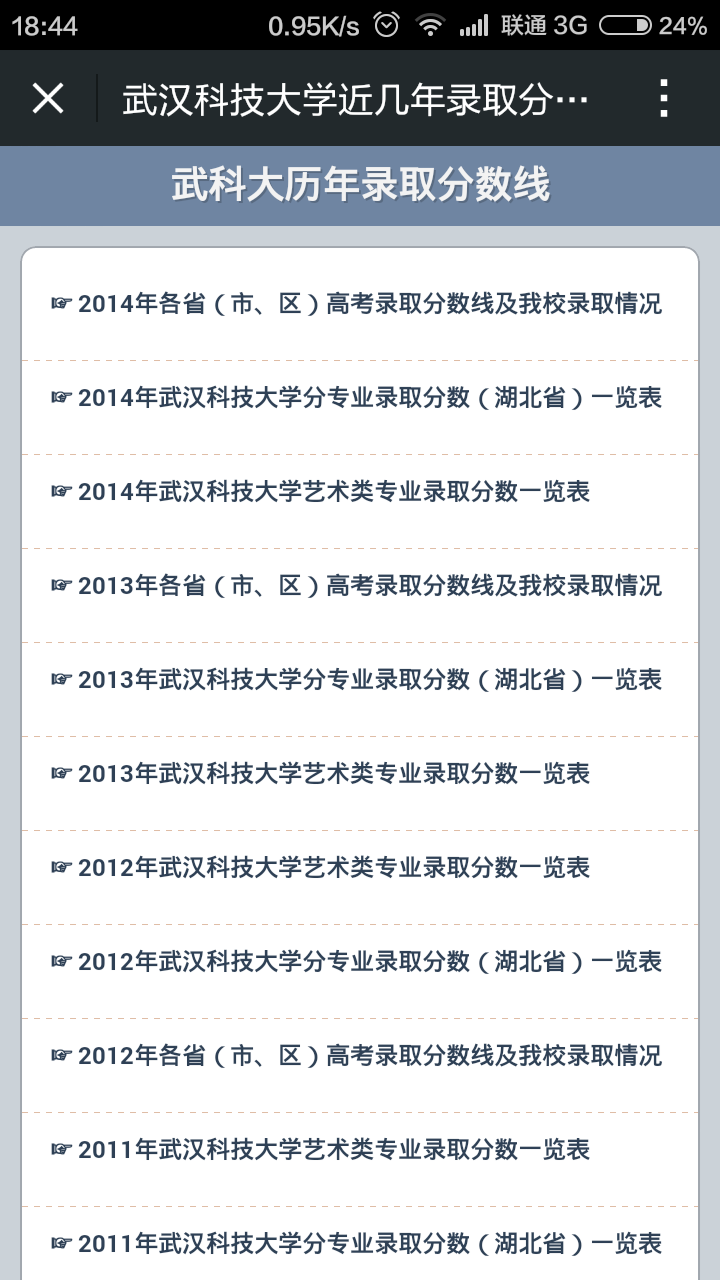 18:44 0.95K/s 联通 3G 24%
武汉科技大学近几年录取分…
武科大历年录取分数线
☞ 2014年各省（市、区）高考录取分数线及我校录取情况
☞ 2014年武汉科技大学分专业录取分数（湖北省）一览表
☞ 2014年武汉科技大学艺术类专业录取分数一览表
☞ 2013年各省（市、区）高考录取分数线及我校录取情况
☞ 2013年武汉科技大学分专业录取分数（湖北省）一览表
☞ 2013年武汉科技大学艺术类专业录取分数一览表
☞ 2012年武汉科技大学艺术类专业录取分数一览表
☞ 2012年武汉科技大学分专业录取分数（湖北省）一览表
☞ 2012年各省（市、区）高考录取分数线及我校录取情况
☞ 2011年武汉科技大学艺术类专业录取分数一览表
☞ 2011年武汉科技大学分专业录取分数（湖北省）一览表